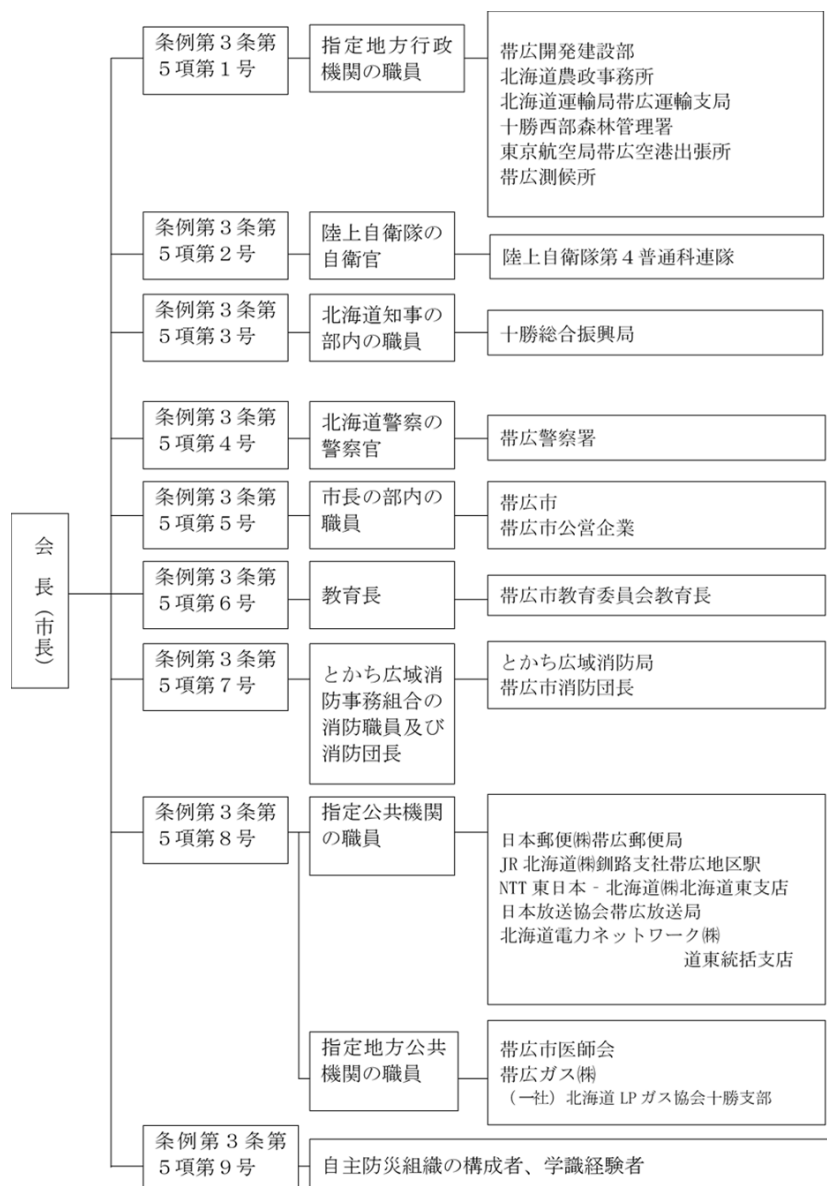 会長（市長）
条例第３条第
５項第１号
指定地方行政
機関の職員
帯広開発建設部
北海道農政事務所
北海道運輸局帯広運輸支局
十勝西部森林管理署
東京航空局帯広空港出張所
帯広測候所
条例第３条第
５項第２号
陸上自衛隊の
自衛官
陸上自衛隊第４普通科連隊
条例第３条第
５項第３号
北海道知事の
部内の職員
十勝総合振興局
条例第３条第
５項第４号
北海道警察の
警察官
帯広警察署
条例第３条第
５項第５号
市長の部内の
職員
帯広市
帯広市公営企業
条例第３条第
５項第６号
教育長
帯広市教育委員会教育長
条例第３条第
５項第７号
とかち広域消
防事務組合の
消防職員及び
消防団長
とかち広域消防局
帯広市消防団長
条例第３条第
５項第８号
指定公共機関
の職員
日本郵便㈱帯広郵便局
JR 北海道㈱釧路支社帯広地区駅
NTT 東日本‐北海道㈱北海道東支店
日本放送協会帯広放送局
北海道電力ネットワーク㈱
道東統括支店
指定地方公共
機関の職員
帯広市医師会
帯広ガス㈱
（一社）北海道 LP ガス協会十勝支部
条例第３条第
５項第９号
自主防災組織の構成者、学識経験者